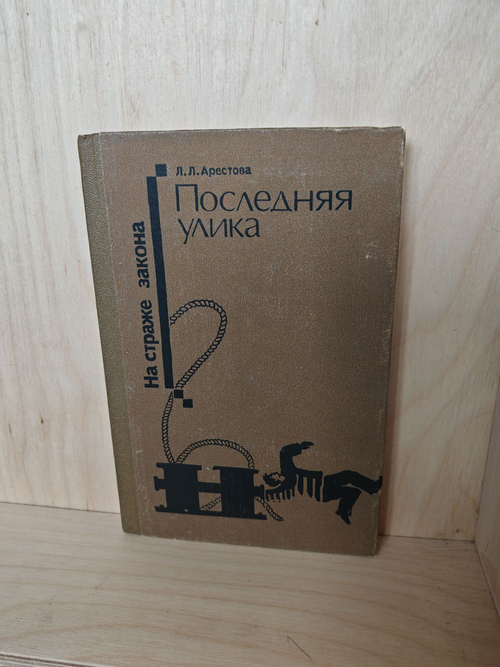 Л. Л. Арестова
Последняя
улика
На страже закона